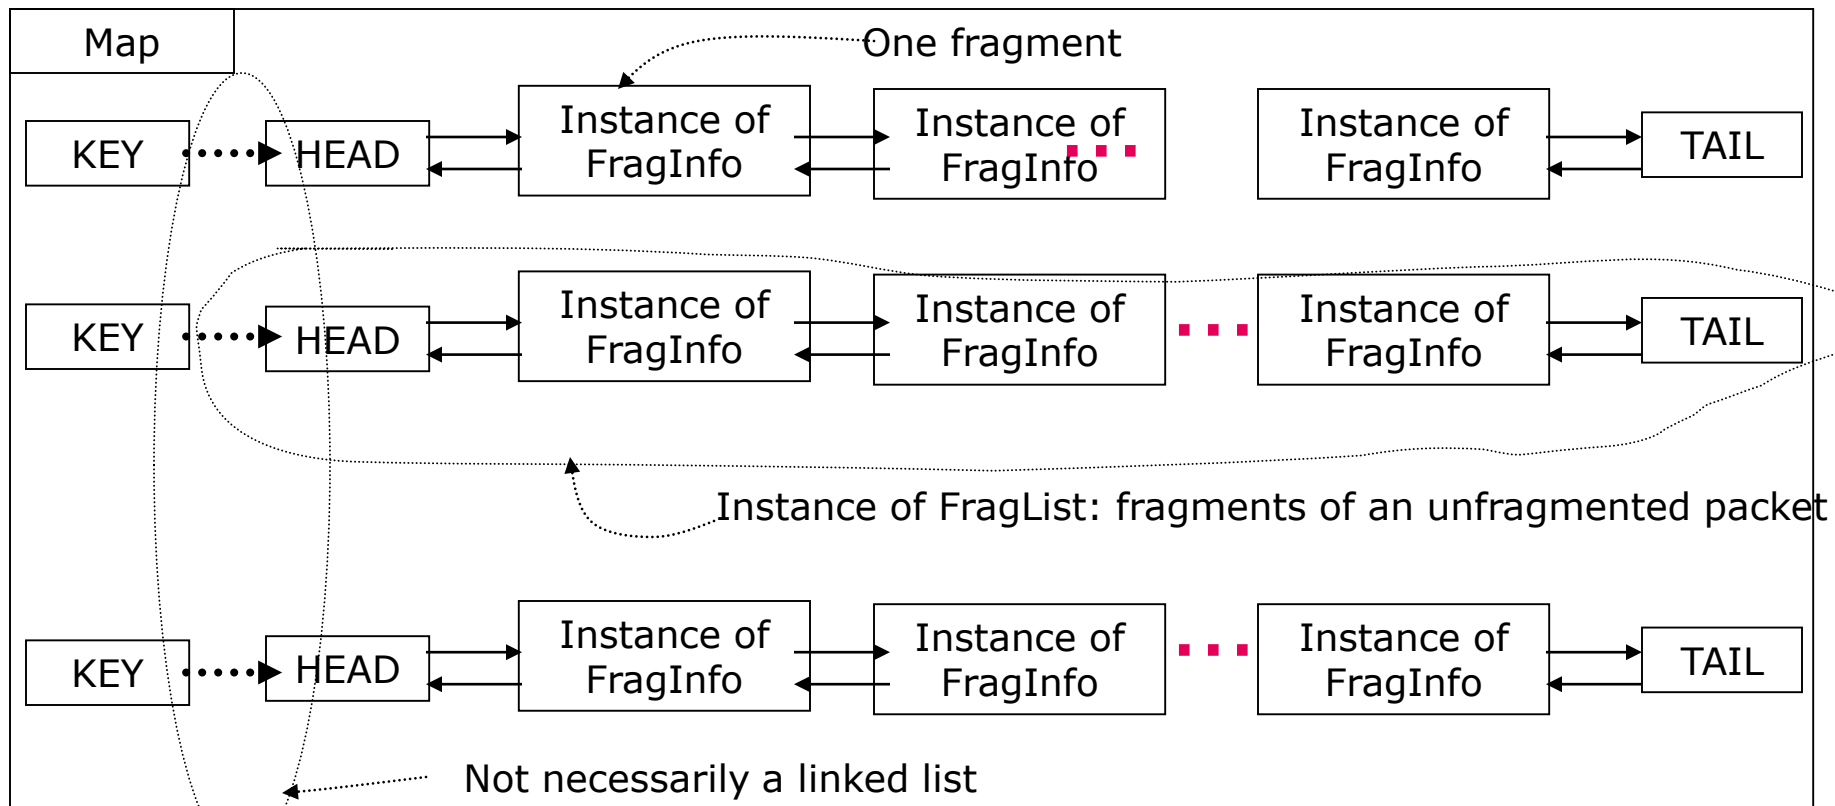 Map
One fragment
KEY
HEAD
Instance of
FragInfo
Instance of
FragInfo
Instance of
FragInfo
TAIL
KEY
HEAD
Instance of
FragInfo
Instance of
FragInfo
Instance of
FragInfo
TAIL
Instance of FragList: fragments of an unfragmented packet
KEY
HEAD
Instance of
FragInfo
Instance of
FragInfo
Instance of
FragInfo
TAIL
Not necessarily a linked list